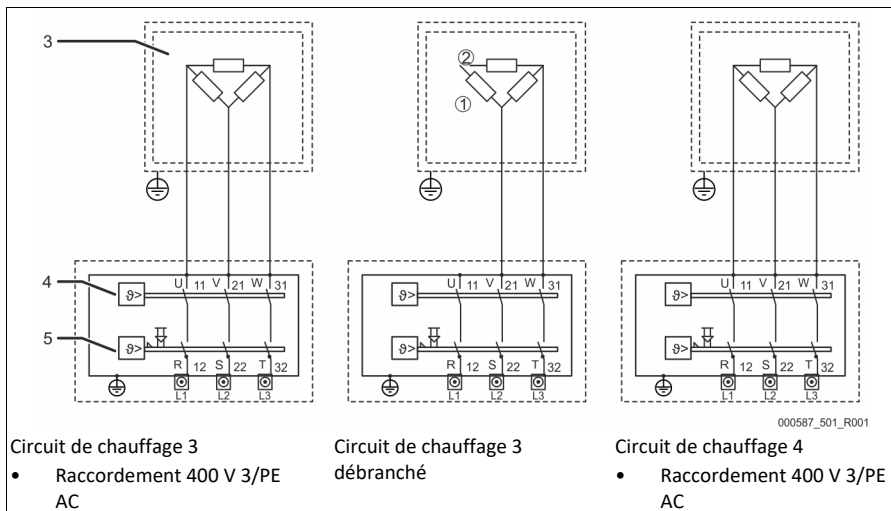 3
②
①
4
5
ϑ>
U 11 V 21 W 31
ϑ>
R 12 S 22 T 32
L1 L2 L3
ϑ>
U 11 V 21 W 31
ϑ>
R 12 S 22 T 32
L1 L2 L3
ϑ>
U 11 V 21 W 31
ϑ>
R 12 S 22 T 32
L1 L2 L3
000587_501_R001
Circuit de chauffage 3
• Raccordement 400 V 3/PE
AC
Circuit de chauffage 3
débranché
Circuit de chauffage 4
• Raccordement 400 V 3/PE
AC